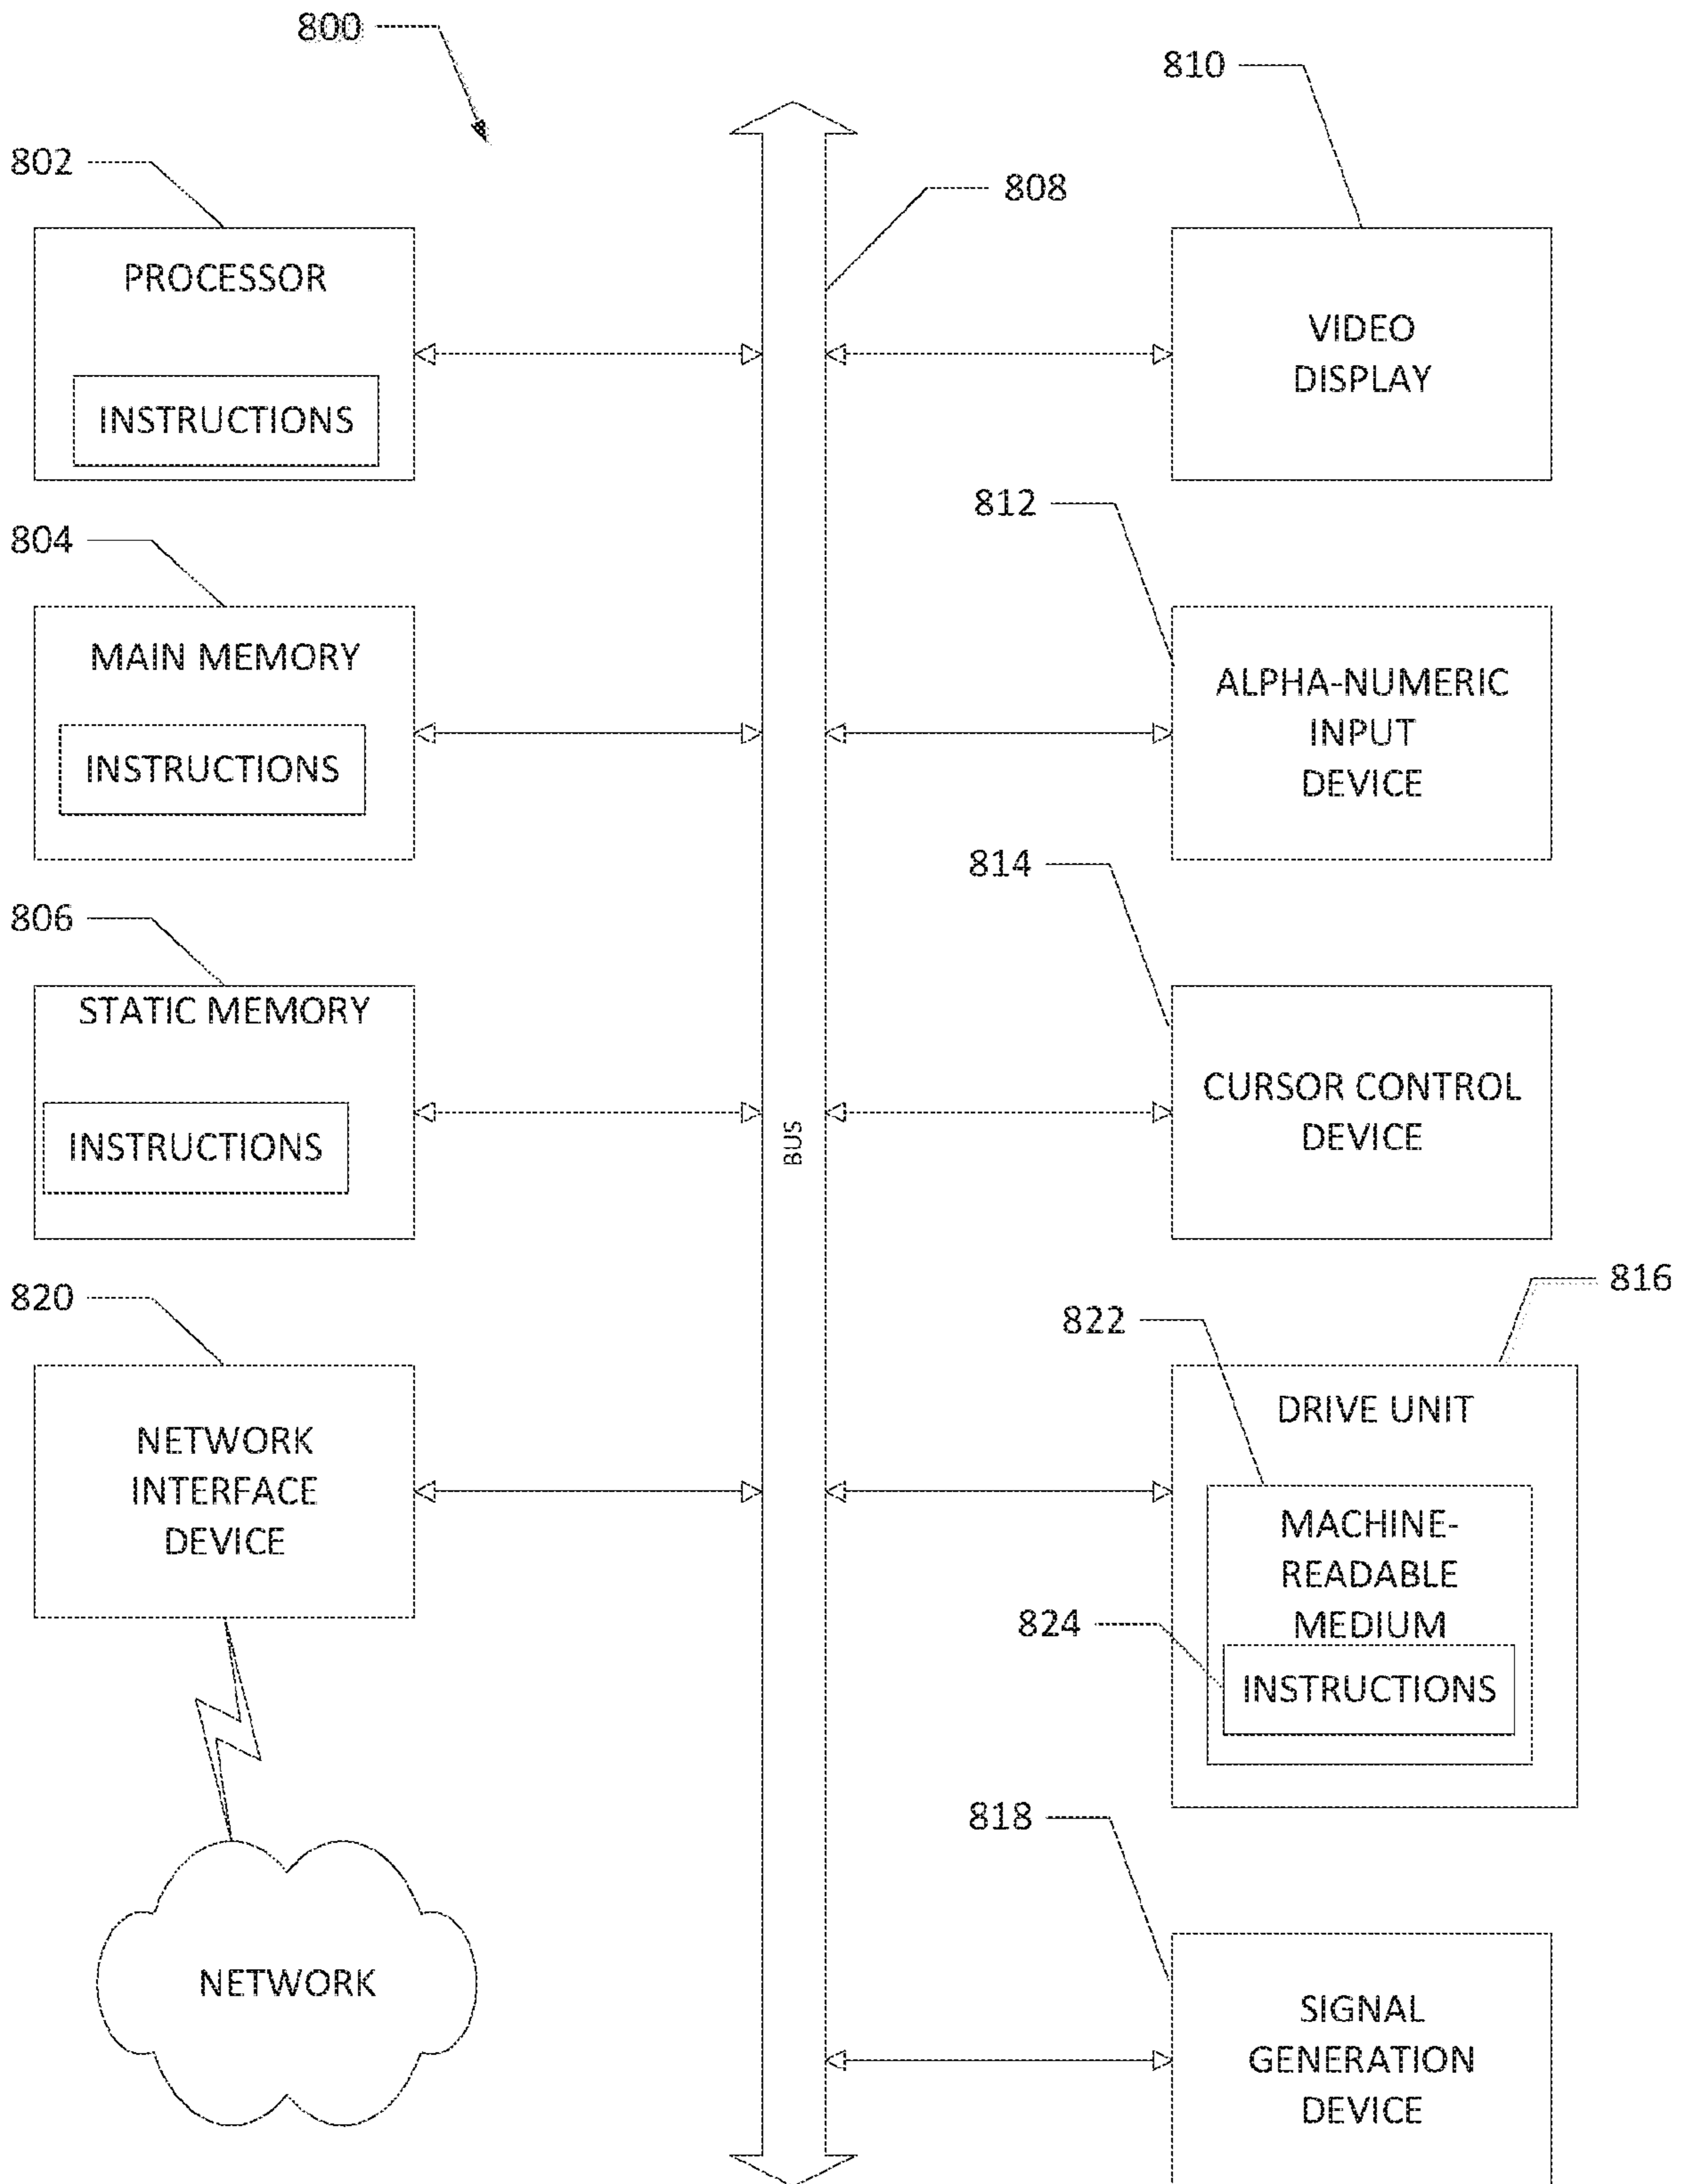 800
810
802
808
PROCESSOR
INSTRUCTIONS
VIDEO
DISPLAY
804
812
MAIN MEMORY
INSTRUCTIONS
ALPHA-NUMERIC
INPUT
DEVICE
806
814
STATIC MEMORY
INSTRUCTIONS
BUS
CURSOR CONTROL
DEVICE
820
822
816
NETWORK
INTERFACE
DEVICE
DRIVE UNIT
MACHINE-
READABLE
MEDIUM
824
INSTRUCTIONS
818
NETWORK
SIGNAL
GENERATION
DEVICE